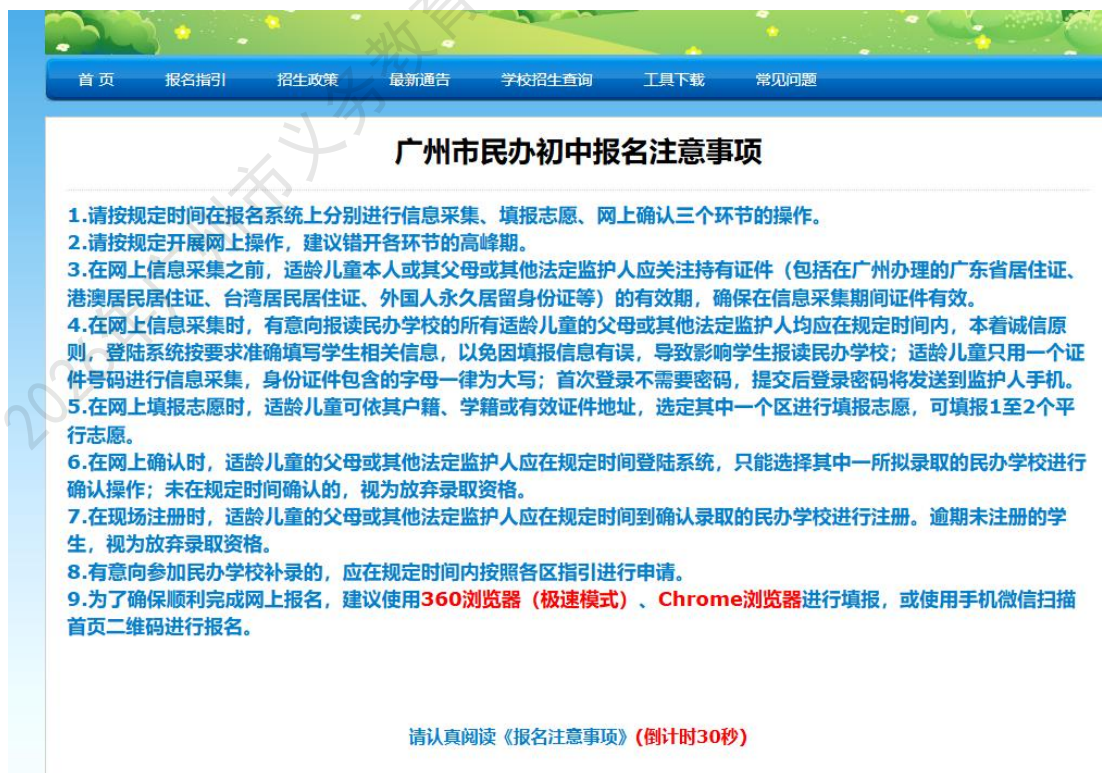 首 页 报名指引 招生政策 最新通告 学校招生查询 工具下载 常见问题
广州市民办初中报名注意事项
1.请按规定时间在报名系统上分别进行信息采集、填报志愿、网上确认三个环节的操作。
2.请按规定开展网上操作，建议错开各环节的高峰期。
3.在网上信息采集之前，适龄儿童本人或其父母或其他法定监护人应关注持有证件（包括在广州办理的广东省居住证、
港澳居民居住证、台湾居民居住证、外国人永久居留身份证等）的有效期，确保在信息采集期间证件有效。
4.在网上信息采集时，有意向报读民办学校的所有适龄儿童的父母或其他法定监护人均应在规定时间内，本着诚信原
则，登陆系统按要求准确填写学生相关信息，以免因填报信息有误，导致影响学生报读民办学校；适龄儿童只用一个证
件号码进行信息采集，身份证件包含的字母一律为大写；首次登录不需要密码，提交后登录密码将发送到监护人手机。
5.在网上填报志愿时，适龄儿童可依其户籍、学籍或有效证件地址，选定其中一个区进行填报志愿，可填报1至2个平
行志愿。
6.在网上确认时，适龄儿童的父母或其他法定监护人应在规定时间登陆系统，只能选择其中一所拟录取的民办学校进行
确认操作；未在规定时间确认的，视为放弃录取资格。
7.在现场注册时，适龄儿童的父母或其他法定监护人应在规定时间到确认录取的民办学校进行注册。逾期未注册的学
生，视为放弃录取资格。
8.有意向参加民办学校补录的，应在规定时间内按照各区指引进行申请。
9.为了确保顺利完成网上报名，建议使用360浏览器（极速模式）、Chrome浏览器进行填报，或使用手机微信扫描
首页二维码进行报名。
请认真阅读《报名注意事项》(倒计时30秒)
2026年广州市义务教育